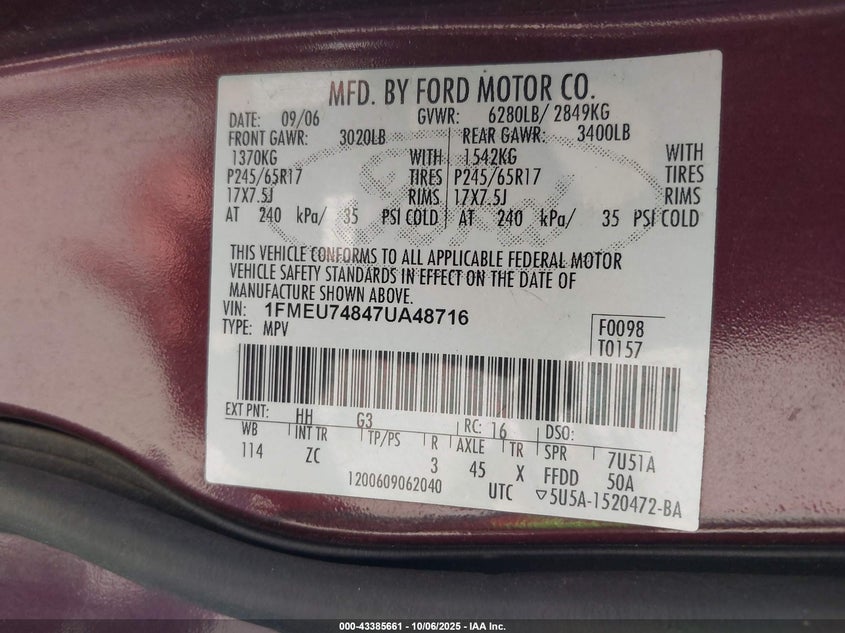 MFD. BY FORD MOTOR CO.
DATE: 09/06 GVWR: 6280LB/ 2849KG
FRONT GAWR: 3020LB REAR GAWR: 3400LB
1370KG WITH 1542KG WITH
P245/65R17 TIRES P245/65R17 TIRES
17X7.5J RIMS 17X7.5J RIMS
AT 240 kPa/ 35 PSI COLD AT 240 kPa/ 35 PSI COLD
THIS VEHICLE CONFORMS TO ALL APPLICABLE FEDERAL MOTOR
VEHICLE SAFETY STANDARDS IN EFFECT ON THE DATE OF
MANUFACTURE SHOWN ABOVE.
VIN: 1FMEU74847UA48716 F0098
TYPE: MPV T0157
EXT PNT: HH G3 RC: 16 DSO:
WB INT TR TP/PS R AXLE TR SPR 7U51A
114 ZC 3 45 X FFDD 50A
1200609062040 UTC ▽5U5A-1520472-BA
000-43385661 - 10/06/2025 - IAA Inc.